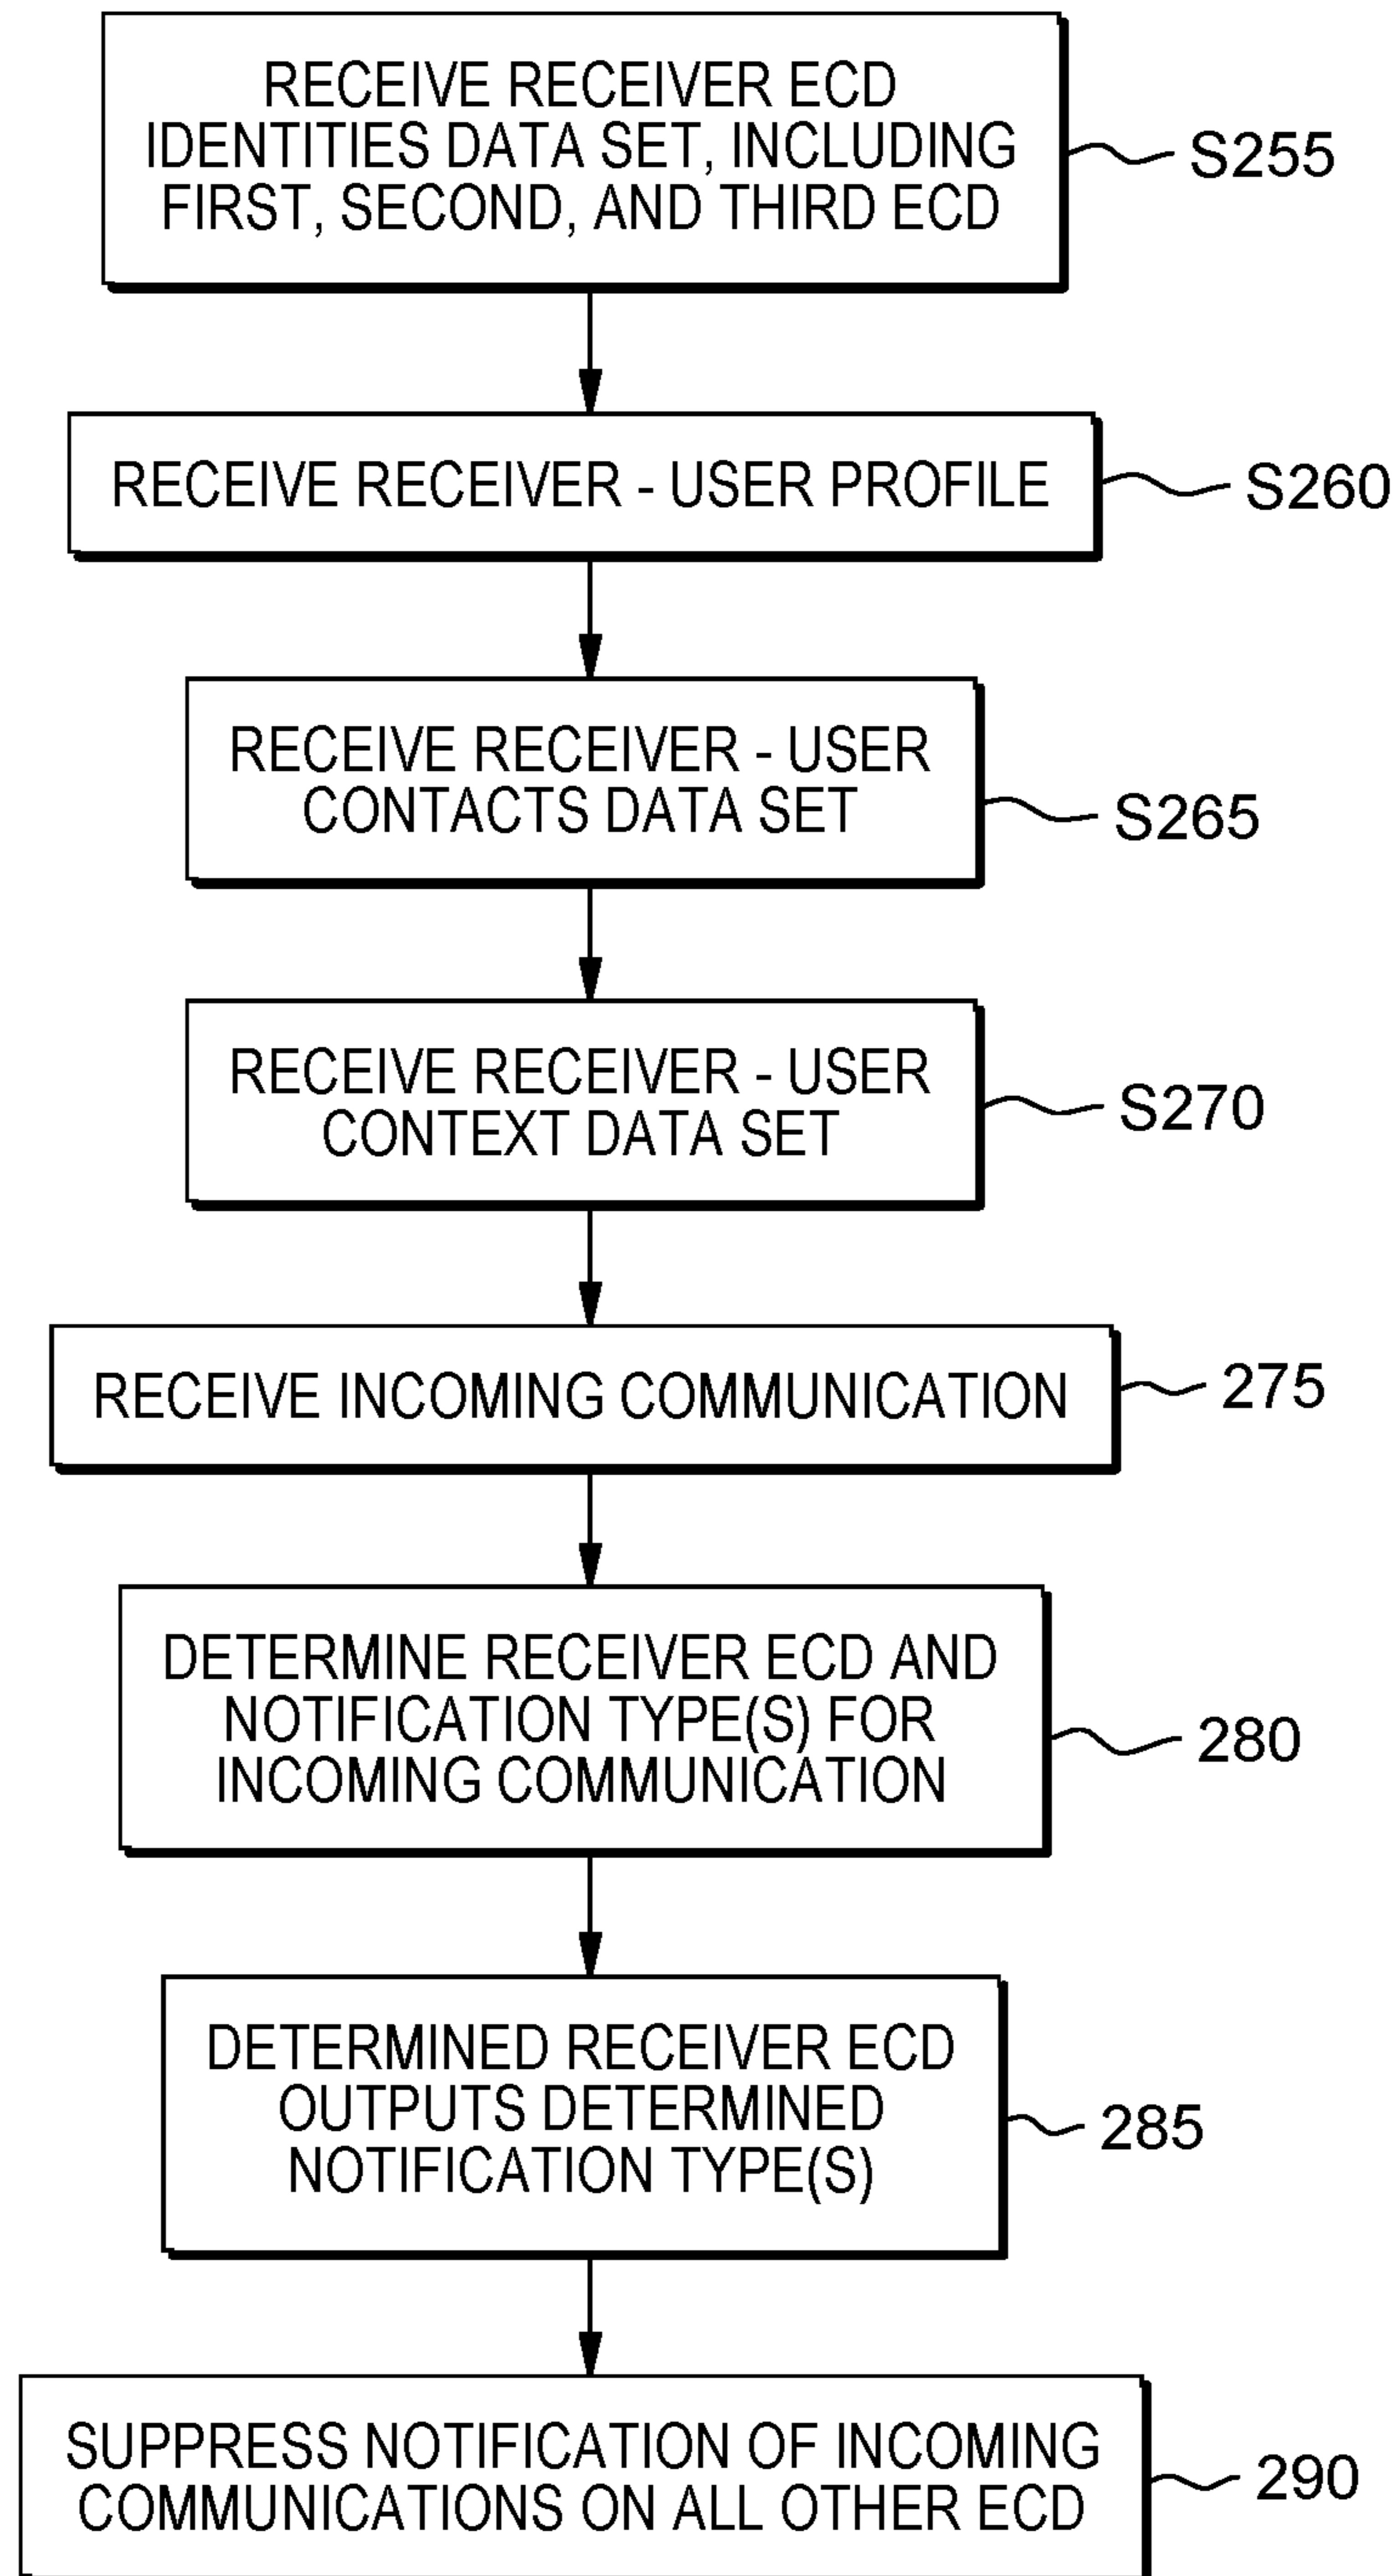 RECEIVE RECEIVER ECD
IDENTITIES DATA SET, INCLUDING
FIRST, SECOND, AND THIRD ECD
S255
RECEIVE RECEIVER - USER PROFILE
S260
RECEIVE RECEIVER - USER
CONTACTS DATA SET
S265
RECEIVE RECEIVER - USER
CONTEXT DATA SET
S270
RECEIVE INCOMING COMMUNICATION
275
DETERMINE RECEIVER ECD AND
NOTIFICATION TYPE(S) FOR
INCOMING COMMUNICATION
280
DETERMINED RECEIVER ECD
OUTPUTS DETERMINED
NOTIFICATION TYPE(S)
285
SUPPRESS NOTIFICATION OF INCOMING
COMMUNICATIONS ON ALL OTHER ECD
290